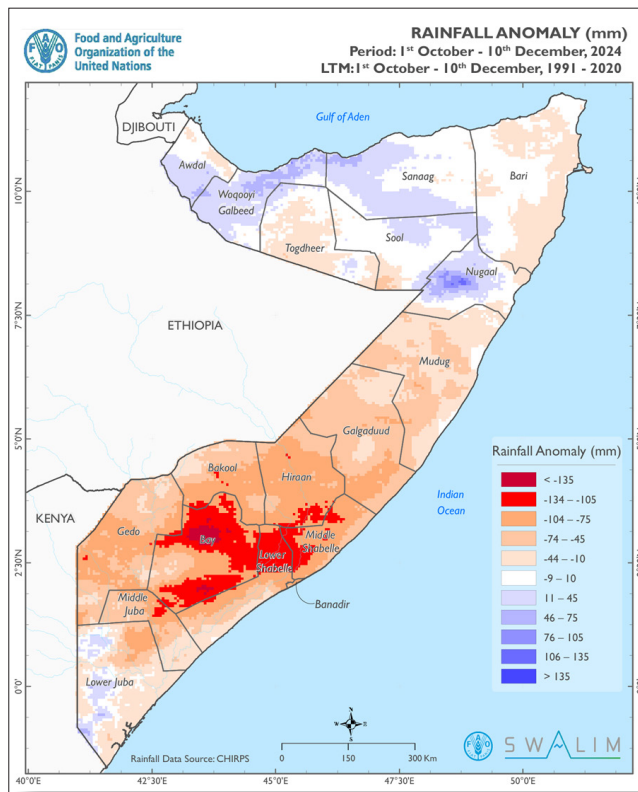 Food and Agriculture
Organization of the
United Nations
FAO
FIAT PANIS
RAINFALL ANOMALY (mm)
Period: 1st October - 10th December, 2024
LTM:1st October - 10th December, 1991 - 2020
DJIBOUTI
Gulf of Aden
Awdal
Sanaag
Bari
10°0'N
Woqooyi
Galbeed
Sool
Togdheer
Nugaal
7°30'N
ETHIOPIA
Mudug
Galgaduud
5°0'N
Bakool
Hiraan
Rainfall Anomaly (mm)
< -135
-134 – -105
-104 – -75
-74 – -45
-44 – -10
-9 – 10
11 – 45
46 – 75
76 – 105
106 – 135
> 135
Indian
Ocean
KENYA
Gedo
Bay
Middle
Shabelle
Lower
Shabelle
2°30'N
Middle
Juba
Banadir
Lower Juba
0°0'
N
W E
S
Rainfall Data Source: CHIRPS
0 150 300 Km
FAO
SWALIM
40°0'E 42°30'E 45°0'E 47°30'E 50°0'E